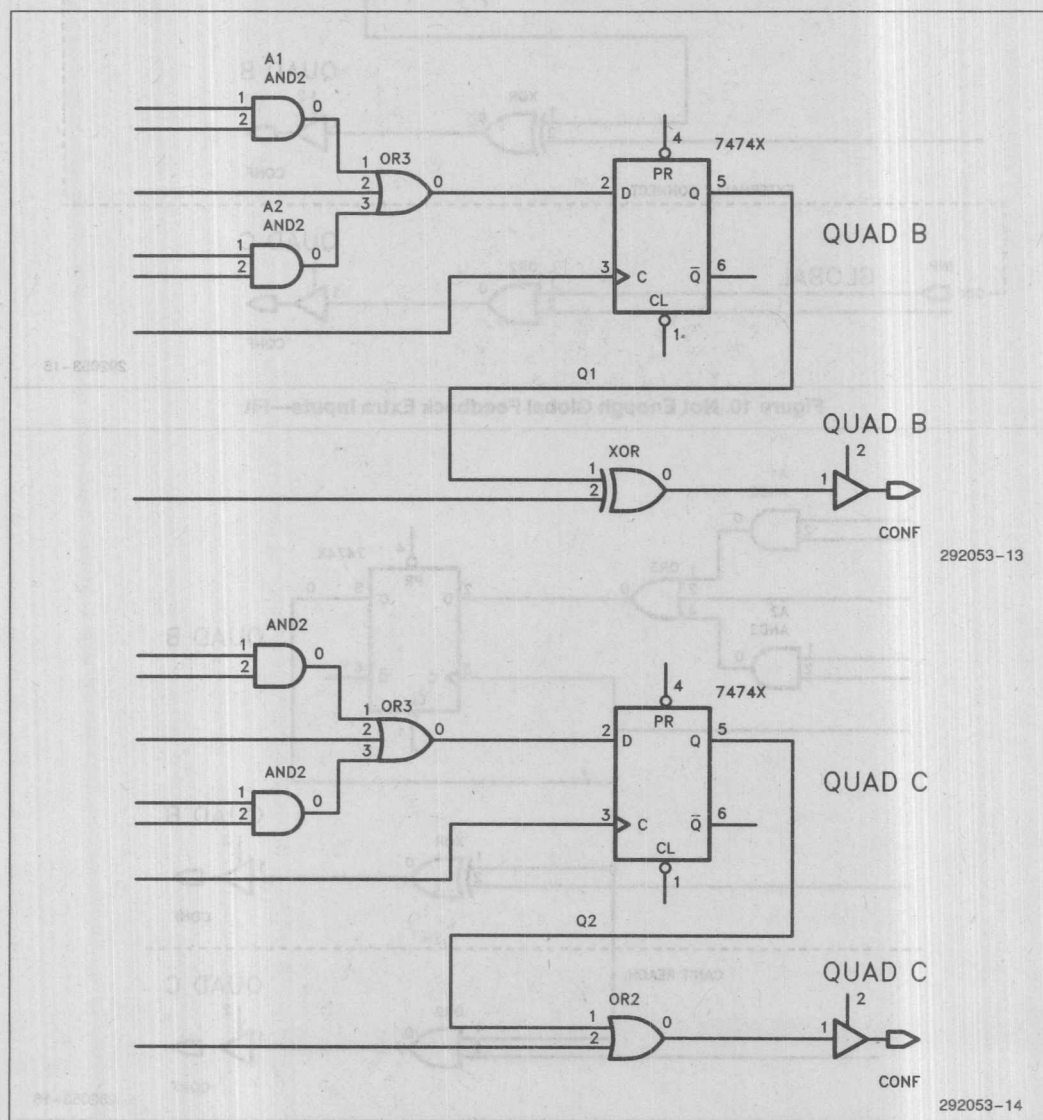 A1
AND2
1
2
0
OR3
1
2
3
0
A2
AND2
1
2
0
4
7474X
PR
2
D
Q
5
3
C
Q̅
6
CL
1
QUAD B
Q1
XOR
1
2
0
QUAD B
2
1
CONF
292053-13
AND2
1
2
0
OR3
1
2
3
0
AND2
1
2
0
4
7474X
PR
2
D
Q
5
3
C
Q̅
6
CL
1
QUAD C
Q2
OR2
1
2
0
QUAD C
2
1
CONF
292053-14